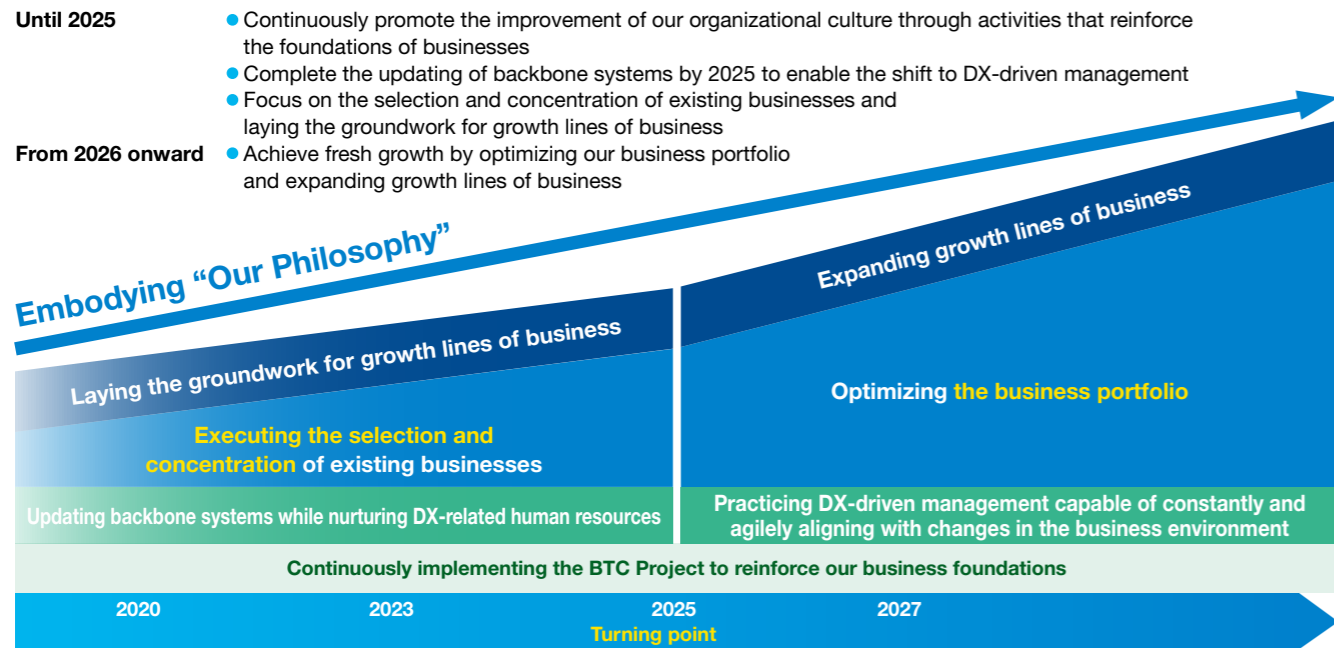 Until 2025
● Continuously promote the improvement of our organizational culture through activities that reinforce
the foundations of businesses
● Complete the updating of backbone systems by 2025 to enable the shift to DX-driven management
● Focus on the selection and concentration of existing businesses and
laying the groundwork for growth lines of business
From 2026 onward
● Achieve fresh growth by optimizing our business portfolio
and expanding growth lines of business
Embodying “Our Philosophy”
Laying the groundwork for growth lines of business
Expanding growth lines of business
Executing the selection and
concentration of existing businesses
Optimizing the business portfolio
Updating backbone systems while nurturing DX-related human resources
Practicing DX-driven management capable of constantly and
agilely aligning with changes in the business environment
Continuously implementing the BTC Project to reinforce our business foundations
2020 2023 2025 2027
Turning point